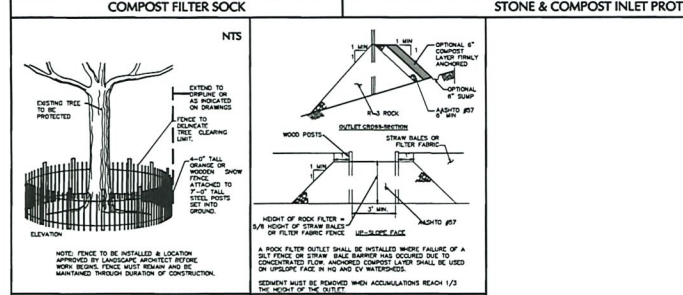 COMPOST FILTER SOCK
STONE & COMPOST INLET PROT
NTS
EXTEND TO
DRIPLINE OR
AS INDICATED
ON DRAWINGS
EXISTING TREE
TO BE
PROTECTED
FENCE TO
DELINEATE
TREE CLEARING
LIMIT.
4-0" TALL
ORANGE OR
WOODEN SNOW
FENCE
ATTACHED TO
7'-0" TALL
STEEL POSTS
SET INTO
GROUND.
ELEVATION
NOTE: FENCE TO BE INSTALLED & LOCATION
APPROVED BY LANDSCAPE ARCHITECT BEFORE
WORK BEGINS. FENCE MUST REMAIN AND BE
MAINTAINED THROUGH DURATION OF CONSTRUCTION.
1 MIN
1
1 MIN
1
OPTIONAL 6"
COMPOST
LAYER FIRMLY
ANCHORED
OPTIONAL
6" SUMP
R-3 ROCK
AASHTO #57
6" MIN
OUTLET CROSS-SECTION
WOOD POSTS
STRAW BALES OR
FILTER FABRIC
1 MIN
1
HEIGHT OF ROCK FILTER =
5/6 HEIGHT OF STRAW BALES
OR FILTER FABRIC FENCE
3' MIN.
UP-SLOPE FACE
AASHTO #57
A ROCK FILTER OUTLET SHALL BE INSTALLED WHERE FAILURE OF A
SILT FENCE OR STRAW BALE BARRIER HAS OCCURED DUE TO
CONCENTRATED FLOW. ANCHORED COMPOST LAYER SHALL BE USED
ON UPSLOPE FACE IN HQ AND EV WATERSHEDS.
SEDIMENT MUST BE REMOVED WHEN ACCUMULATIONS REACH 1/3
THE HEIGHT OF THE OUTLET.